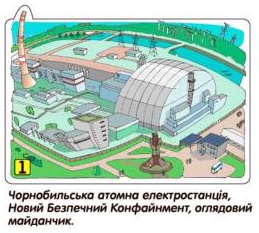 1
Чорнобильська атомна електростанція,
Новий Безпечний Конфайнмент, оглядовий
майданчик.